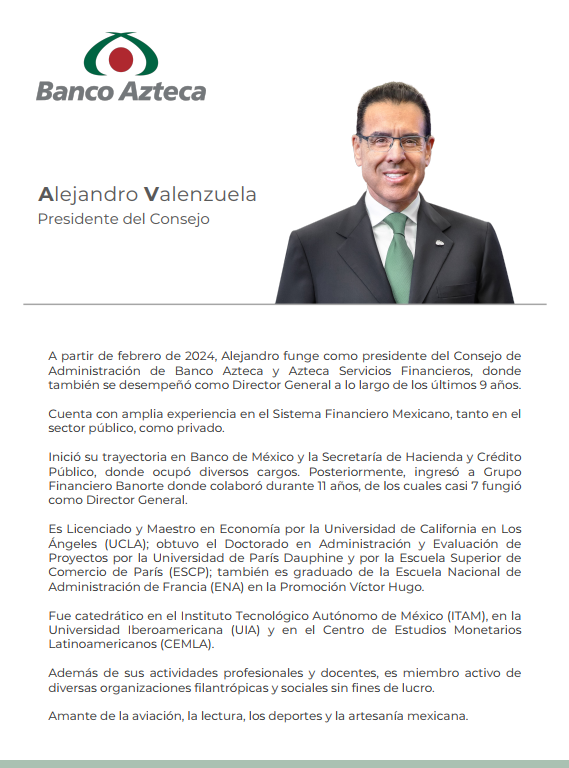 Banco Azteca
Alejandro Valenzuela
Presidente del Consejo
A partir de febrero de 2024, Alejandro funge como presidente del Consejo de
Administración de Banco Azteca y Azteca Servicios Financieros, donde
también se desempeñó como Director General a lo largo de los últimos 9 años.
Cuenta con amplia experiencia en el Sistema Financiero Mexicano, tanto en el
sector público, como privado.
Inició su trayectoria en Banco de México y la Secretaría de Hacienda y Crédito
Público, donde ocupó diversos cargos. Posteriormente, ingresó a Grupo
Financiero Banorte donde colaboró durante 11 años, de los cuales casi 7 fungió
como Director General.
Es Licenciado y Maestro en Economía por la Universidad de California en Los
Ángeles (UCLA); obtuvo el Doctorado en Administración y Evaluación de
Proyectos por la Universidad de París Dauphine y por la Escuela Superior de
Comercio de París (ESCP); también es graduado de la Escuela Nacional de
Administración de Francia (ENA) en la Promoción Víctor Hugo.
Fue catedrático en el Instituto Tecnológico Autónomo de México (ITAM), en la
Universidad Iberoamericana (UIA) y en el Centro de Estudios Monetarios
Latinoamericanos (CEMLA).
Además de sus actividades profesionales y docentes, es miembro activo de
diversas organizaciones filantrópicas y sociales sin fines de lucro.
Amante de la aviación, la lectura, los deportes y la artesanía mexicana.